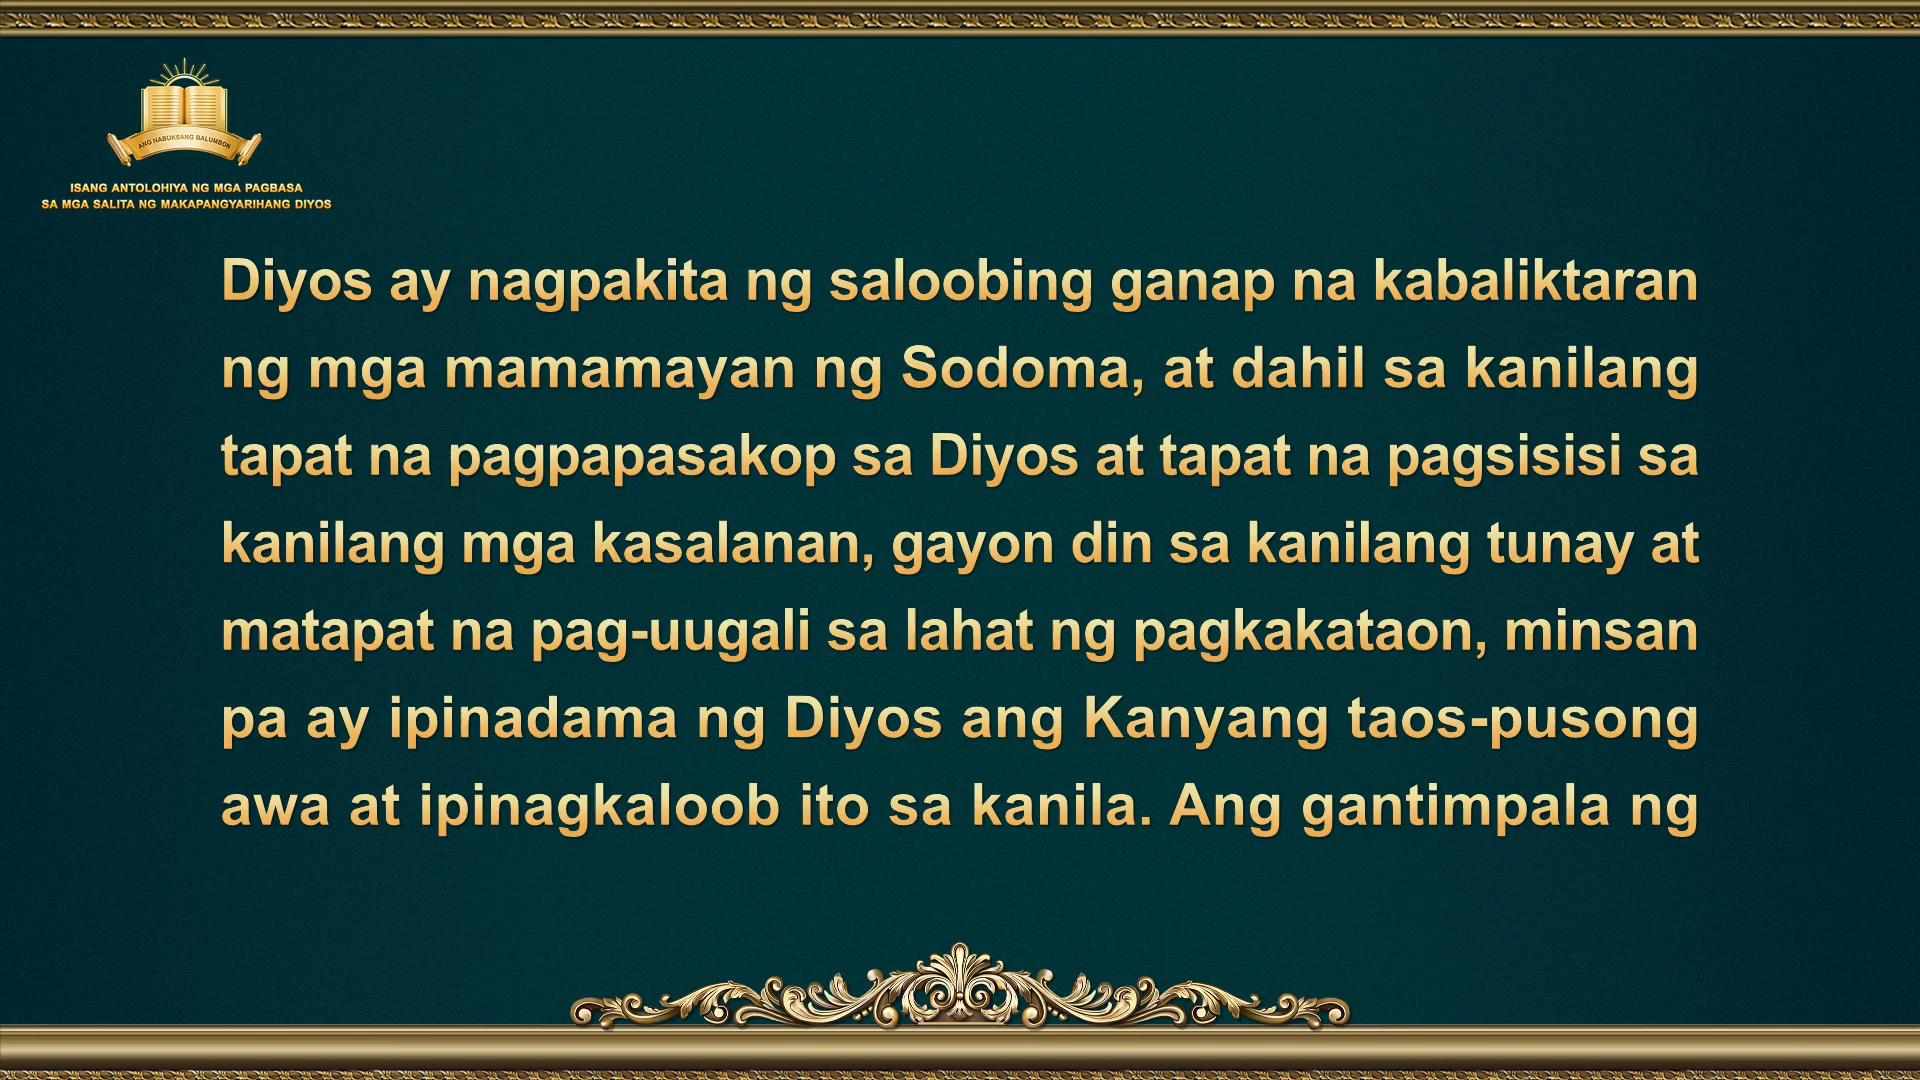 ANG NABUKSANG BALUMBON
ISANG ANTOLOHIYA NG MGA PAGBASA
SA MGA SALITA NG MAKAPANGYARIHANG DIYOS
Diyos ay nagpakita ng saloobing ganap na kabaliktaran
ng mga mamamayan ng Sodoma, at dahil sa kanilang
tapat na pagpapasakop sa Diyos at tapat na pagsisisi sa
kanilang mga kasalanan, gayon din sa kanilang tunay at
matapat na pag-uugali sa lahat ng pagkakataon, minsan
pa ay ipinadama ng Diyos ang Kanyang taos-pusong
awa at ipinagkaloob ito sa kanila. Ang gantimpala ng